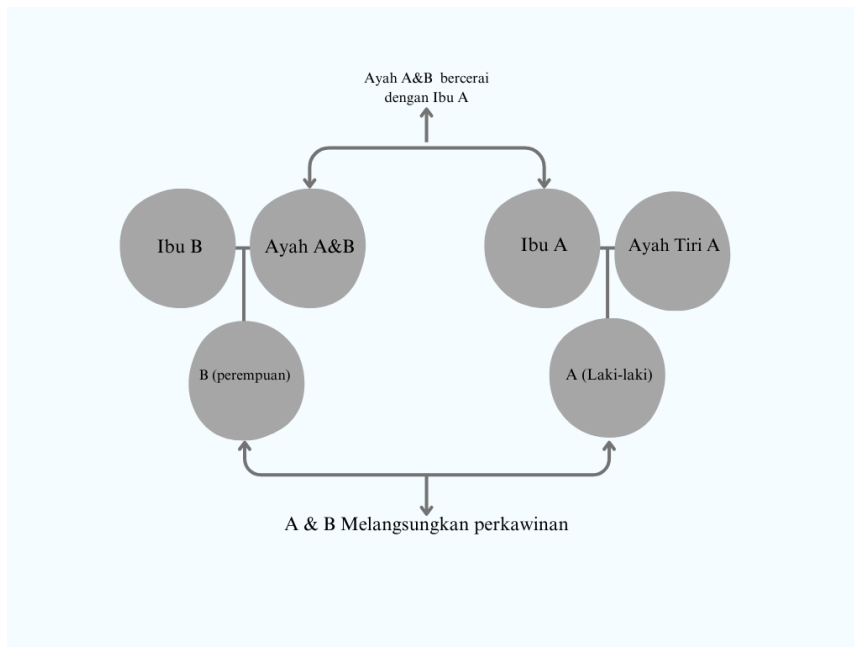 Ayah A&B bercerai
dengan Ibu A
Ibu B
Ayah A&B
Ibu A
Ayah Tiri A
B (perempuan)
A (Laki-laki)
A & B Melangsungkan perkawinan